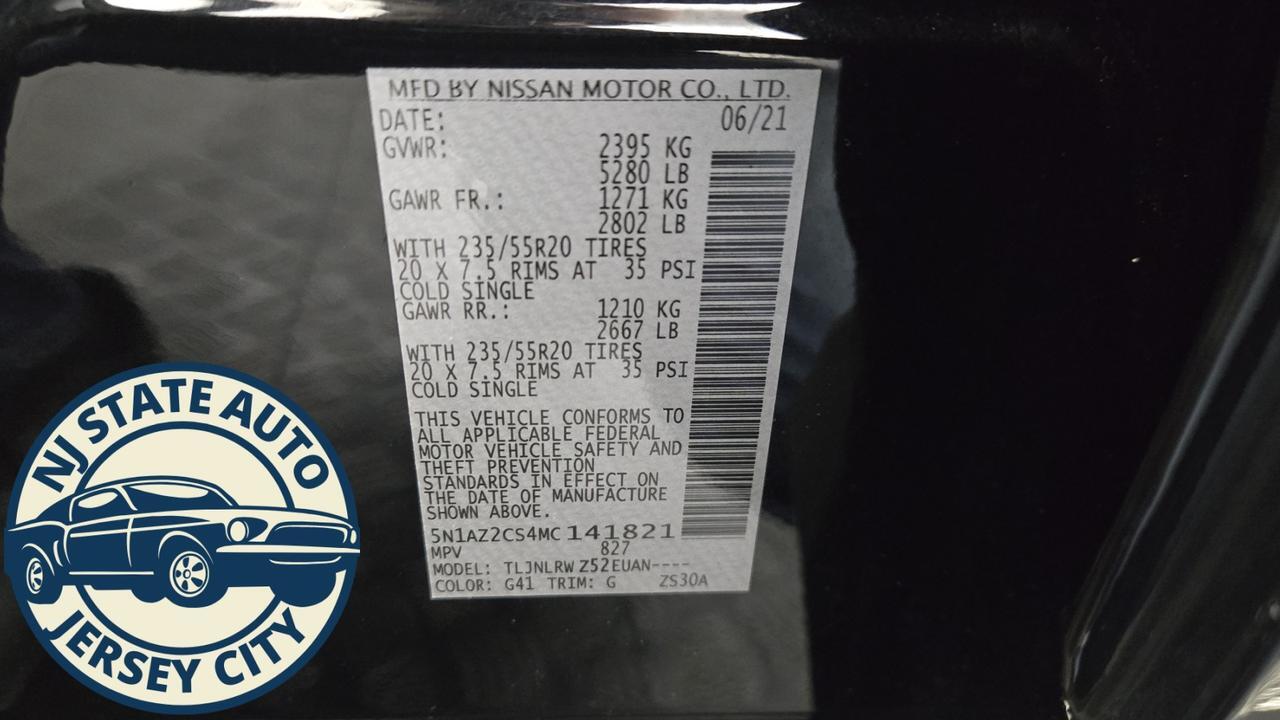 MFD BY NISSAN MOTOR CO., LTD.
DATE: 06/21
GVWR: 2395 KG
5280 LB
GAWR FR.: 1271 KG
2802 LB
WITH 235/55R20 TIRES
20 X 7.5 RIMS AT 35 PSI
COLD SINGLE
GAWR RR.: 1210 KG
2667 LB
WITH 235/55R20 TIRES
20 X 7.5 RIMS AT 35 PSI
COLD SINGLE
THIS VEHICLE CONFORMS TO
ALL APPLICABLE FEDERAL
MOTOR VEHICLE SAFETY AND
THEFT PREVENTION
STANDARDS IN EFFECT ON
THE DATE OF MANUFACTURE
SHOWN ABOVE.
5N1AZ2CS4MC141821
MPV 827
MODEL: TLJNLRW Z52EUAN----
COLOR: G41 TRIM: G ZS30A
NJ STATE AUTO
JERSEY CITY